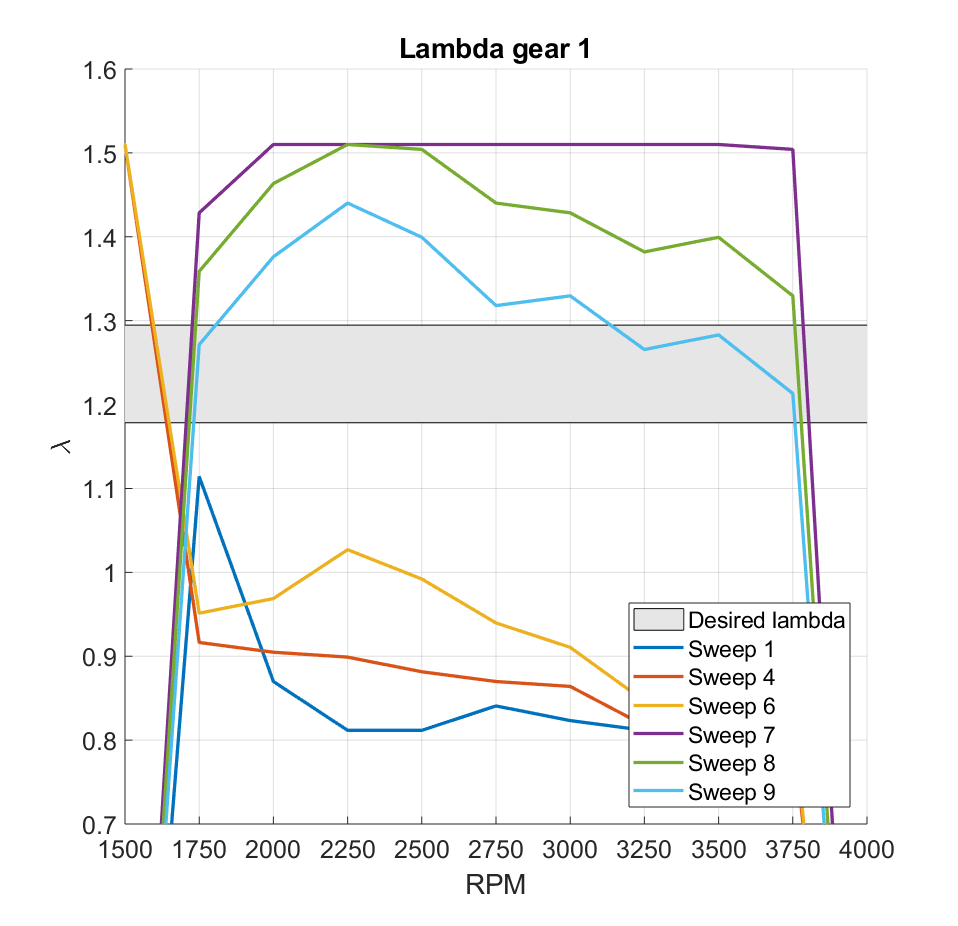 Lambda gear 1
1.6
1.5
1.4
1.3
1.2
1.1
1
0.9
0.8
0.7
λ
Desired lambda
Sweep 1
Sweep 4
Sweep 6
Sweep 7
Sweep 8
Sweep 9
1500 1750 2000 2250 2500 2750 3000 3250 3500 3750 4000
RPM